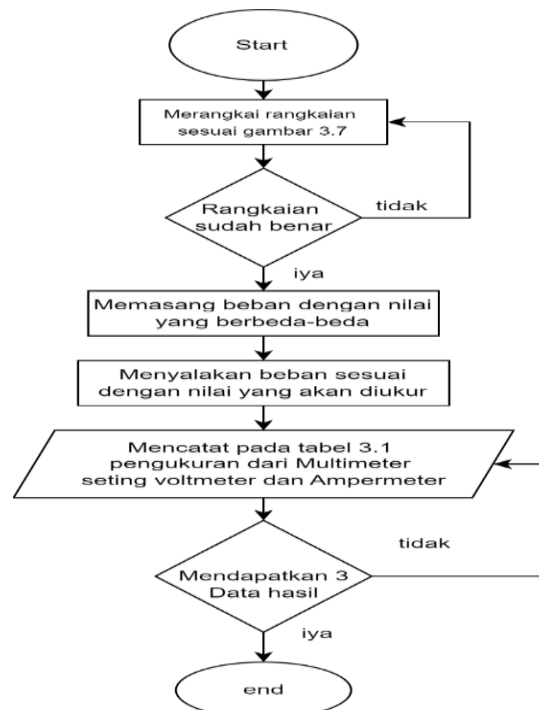 Start
Merangkai rangkaian
sesuai gambar 3.7
Rangkaian
sudah benar
tidak
iya
Memasang beban dengan nilai
yang berbeda-beda
Menyalakan beban sesuai
dengan nilai yang akan diukur
Mencatat pada tabel 3.1
pengukuran dari Multimeter
seting voltmeter dan Ampermeter
tidak
Mendapatkan 3
Data hasil
iya
end